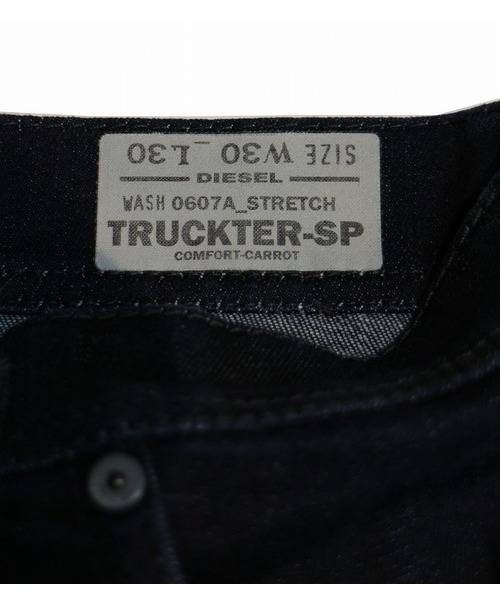 SIZE W30_L30
DIESEL
WASH 0607A_STRETCH
TRUCKTER-SP
COMFORT-CARROT